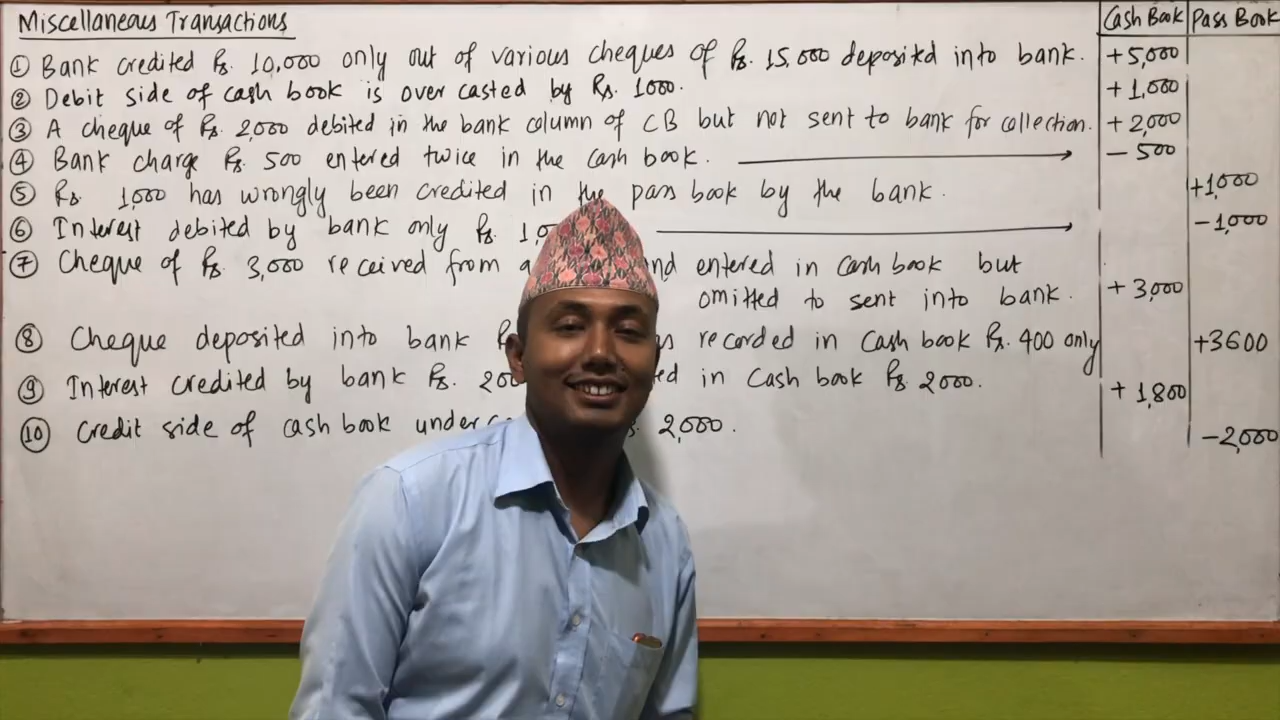 Miscellaneous Transactions Cash Book Pass Book
① Bank credited Rs. 10,000 only out of various cheques of Rs. 15,000 deposited into bank. +5,000
② Debit side of cash book is over casted by Rs. 1000. +1,000
③ A cheque of Rs. 2,000 debited in the bank column of CB but not sent to bank for collection. +2,000
④ Bank charge Rs. 500 entered twice in the cash book. → -500
⑤ Rs. 1,000 has wrongly been credited in the pass book by the bank. +1,000
⑥ Interest debited by bank only Rs. → -1,000
⑦ Cheque of Rs. 3,000 received from entered in cash book but
omitted to sent into bank. +3,000
⑧ Cheque deposited into bank recorded in cash book Rs. 400 only +3600
⑨ Interest credited by bank Rs. in cash book Rs. 2000. +1,800
⑩ Credit side of cash book 2,000. -2,000